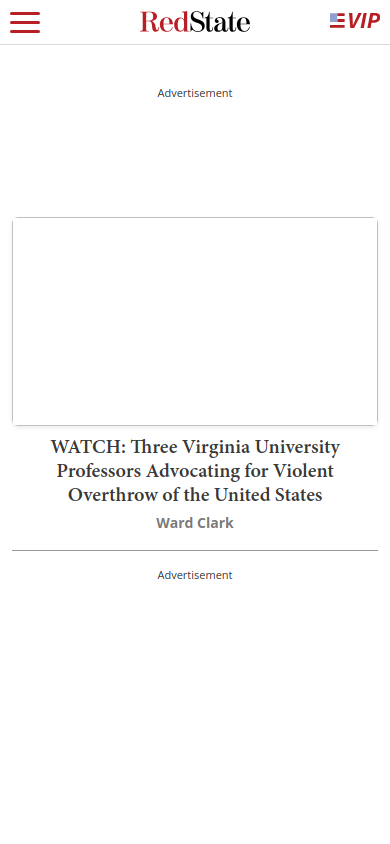 RedState
VIP
Advertisement
WATCH: Three Virginia University
Professors Advocating for Violent
Overthrow of the United States
Ward Clark
Advertisement